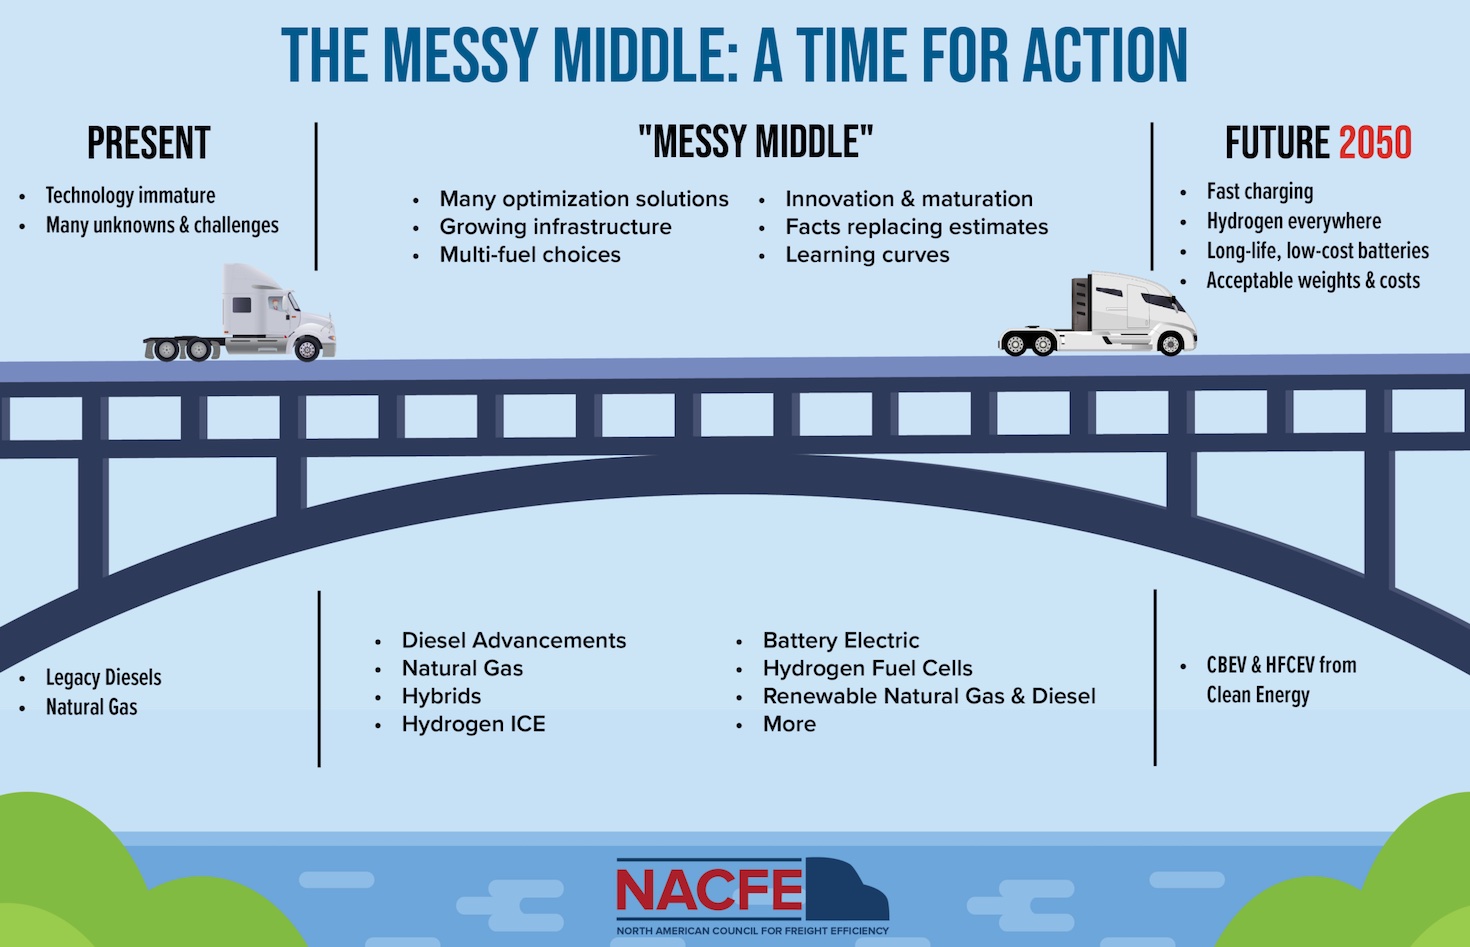 THE MESSY MIDDLE: A TIME FOR ACTION
PRESENT
• Technology immature
• Many unknowns & challenges
"MESSY MIDDLE"
• Many optimization solutions
• Growing infrastructure
• Multi-fuel choices
• Innovation & maturation
• Facts replacing estimates
• Learning curves
FUTURE 2050
• Fast charging
• Hydrogen everywhere
• Long-life, low-cost batteries
• Acceptable weights & costs
• Legacy Diesels
• Natural Gas
• Diesel Advancements
• Natural Gas
• Hybrids
• Hydrogen ICE
• Battery Electric
• Hydrogen Fuel Cells
• Renewable Natural Gas & Diesel
• More
• CBEV & HFCEV from
Clean Energy
NACFE
NORTH AMERICAN COUNCIL FOR FREIGHT EFFICIENCY